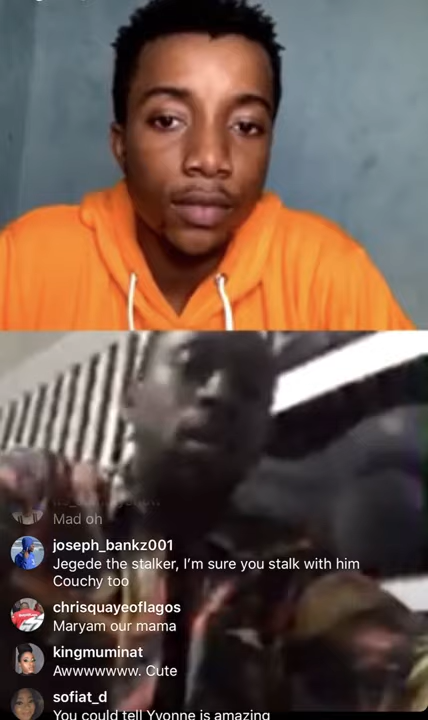 Mad oh
joseph_bankz001
Jegede the stalker, I'm sure you stalk with him
Couchy too
chrisquayeoflagos
Maryam our mama
kingmuminat
Awwwwwww. Cute
sofiat_d
You could tell Yvonne is amazing